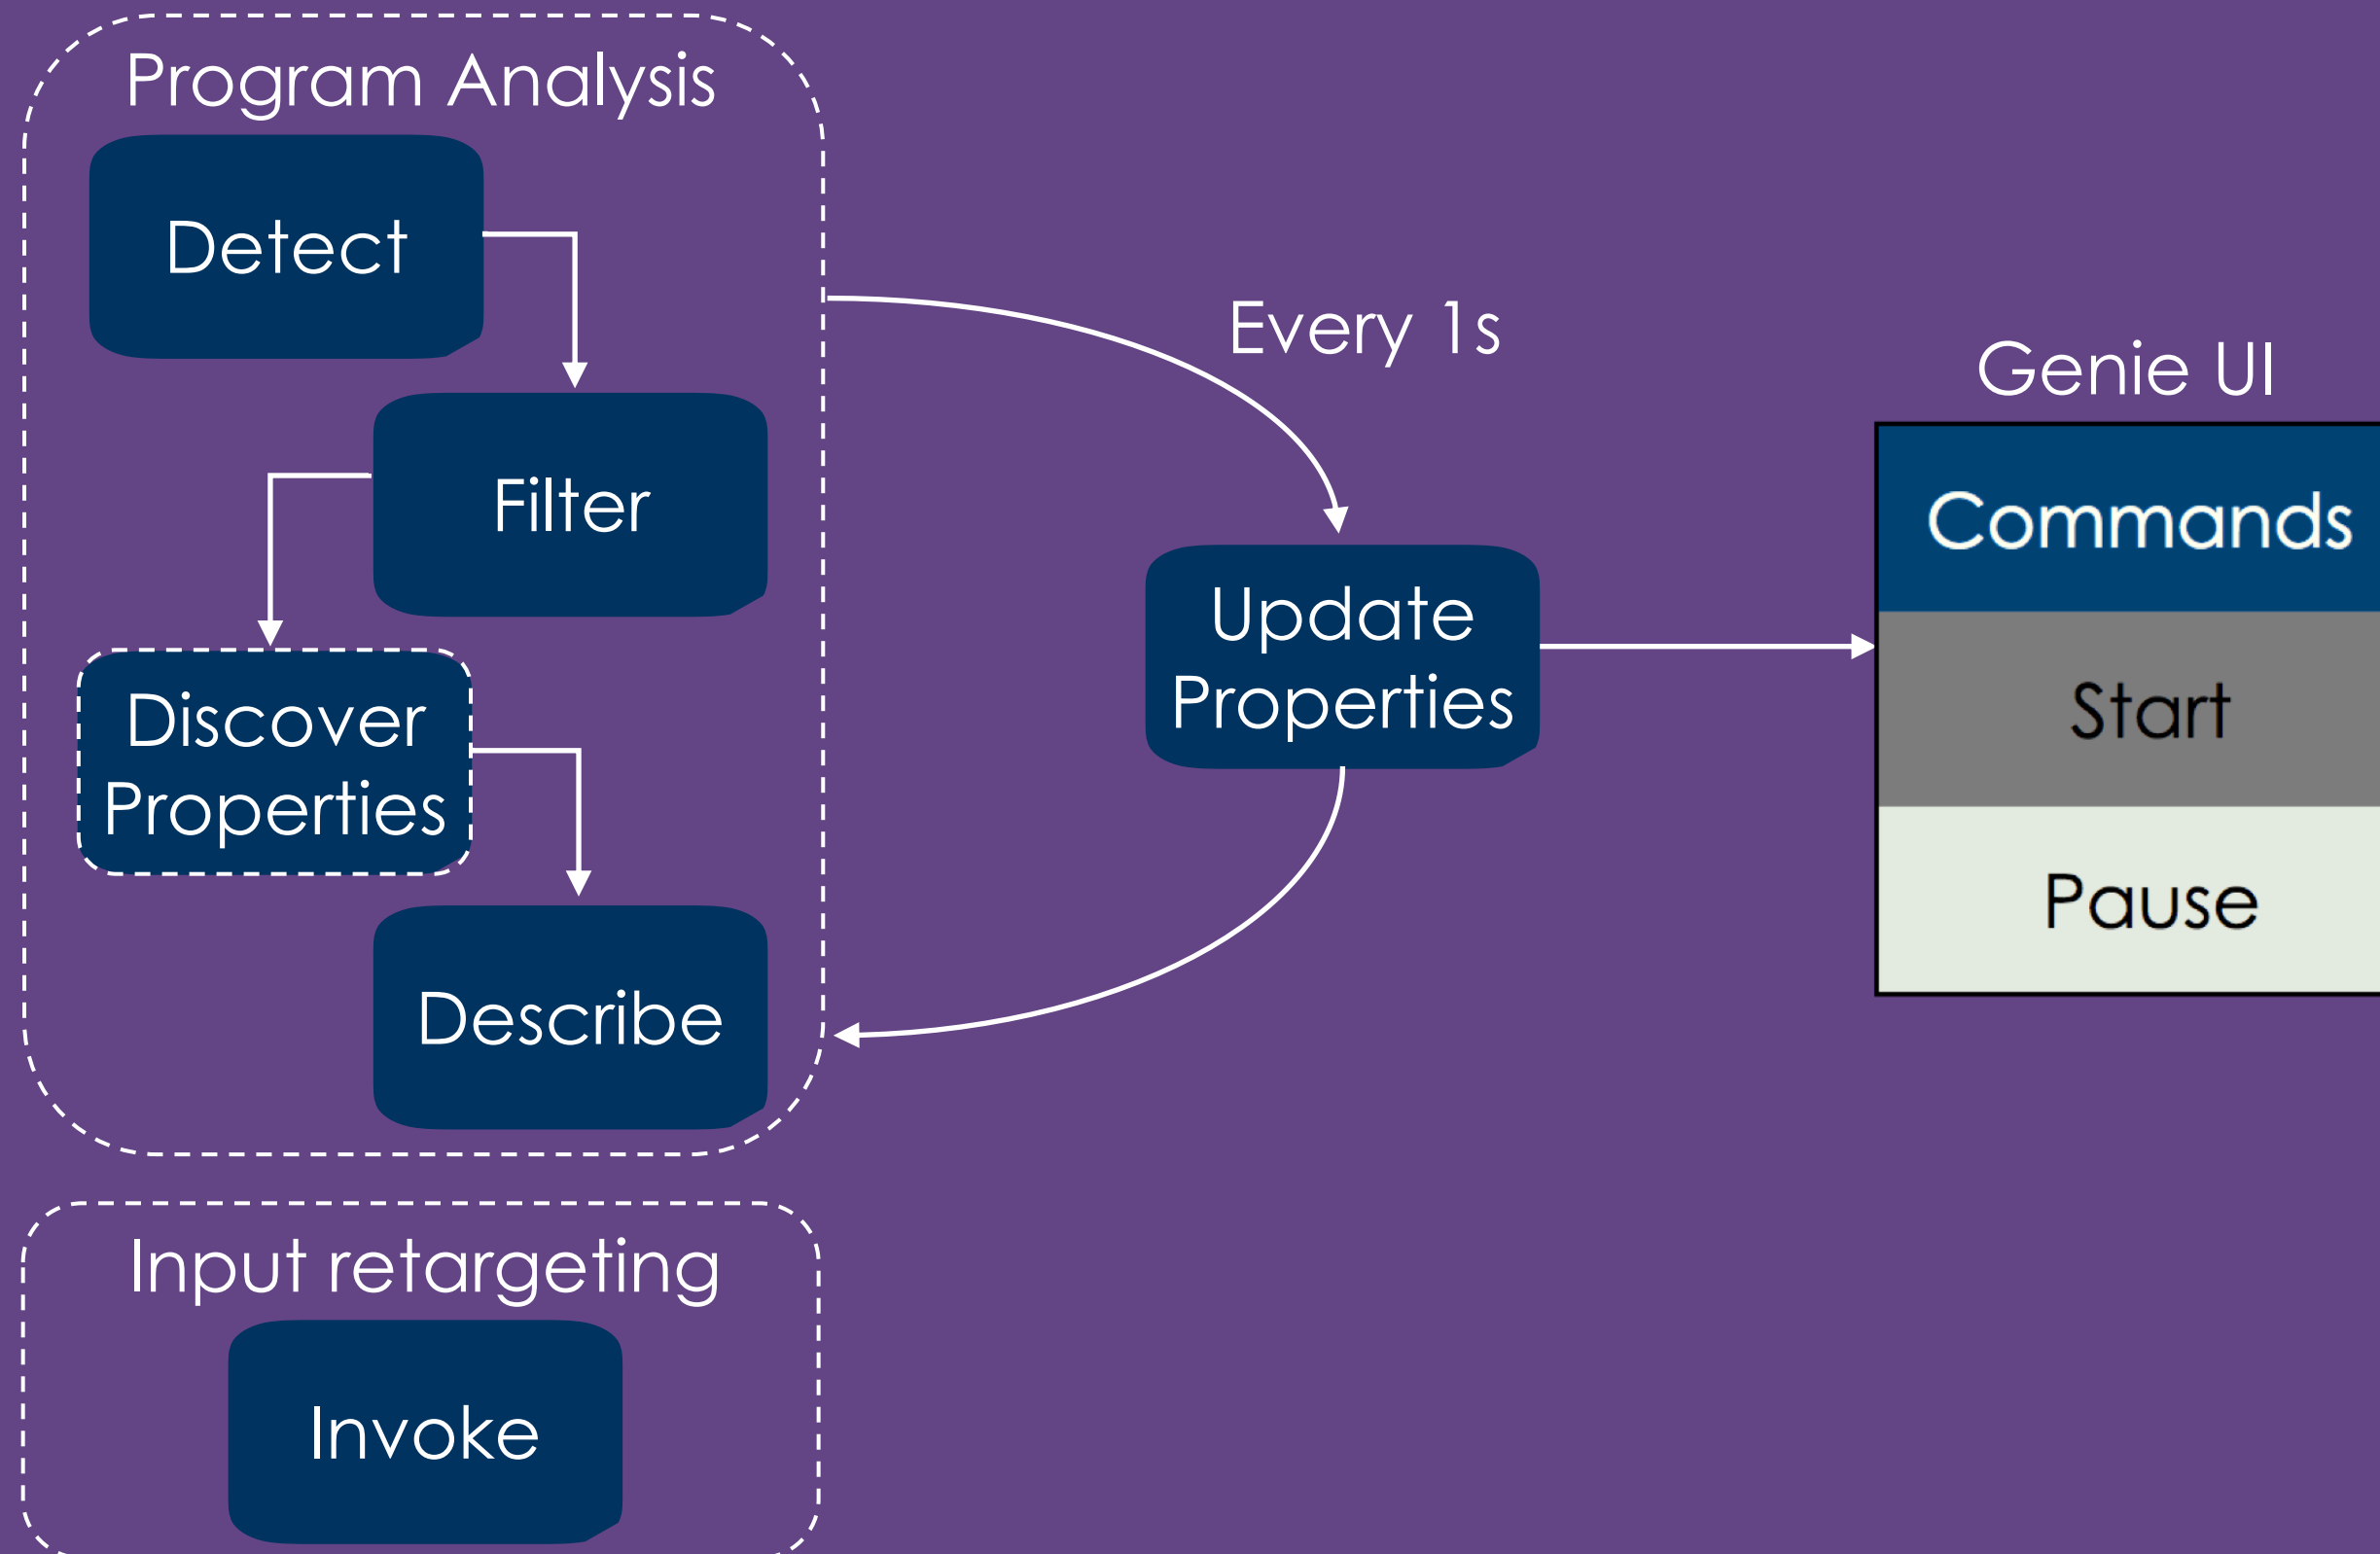 Program Analysis
Detect
Filter
Discover
Properties
Describe
Every 1s
Update
Properties
Genie UI
Commands
Start
Pause
Input retargeting
Invoke